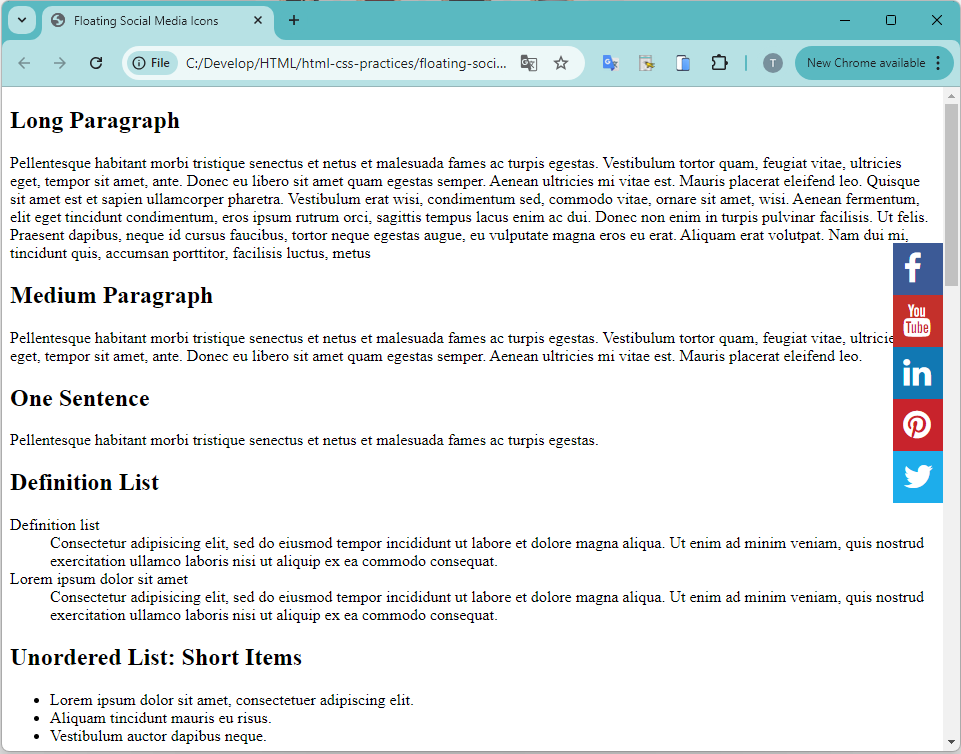 Floating Social Media Icons
File C:/Develop/HTML/html-css-practices/floating-soci... T New Chrome available
Long Paragraph
Pellentesque habitant morbi tristique senectus et netus et malesuada fames ac turpis egestas. Vestibulum tortor quam, feugiat vitae, ultricies
eget, tempor sit amet, ante. Donec eu libero sit amet quam egestas semper. Aenean ultricies mi vitae est. Mauris placerat eleifend leo. Quisque
sit amet est et sapien ullamcorper pharetra. Vestibulum erat wisi, condimentum sed, commodo vitae, ornare sit amet, wisi. Aenean fermentum,
elit eget tincidunt condimentum, eros ipsum rutrum orci, sagittis tempus lacus enim ac dui. Donec non enim in turpis pulvinar facilisis. Ut felis.
Praesent dapibus, neque id cursus faucibus, tortor neque egestas augue, eu vulputate magna eros eu erat. Aliquam erat volutpat. Nam dui mi,
tincidunt quis, accumsan porttitor, facilisis luctus, metus
f
Medium Paragraph
You
Tube
Pellentesque habitant morbi tristique senectus et netus et malesuada fames ac turpis egestas. Vestibulum tortor quam, feugiat vitae, ultricie
eget, tempor sit amet, ante. Donec eu libero sit amet quam egestas semper. Aenean ultricies mi vitae est. Mauris placerat eleifend leo.
in
One Sentence
Pellentesque habitant morbi tristique senectus et netus et malesuada fames ac turpis egestas.
Definition List
Definition list
Consectetur adipisicing elit, sed do eiusmod tempor incididunt ut labore et dolore magna aliqua. Ut enim ad minim veniam, quis nostrud
exercitation ullamco laboris nisi ut aliquip ex ea commodo consequat.
Lorem ipsum dolor sit amet
Consectetur adipisicing elit, sed do eiusmod tempor incididunt ut labore et dolore magna aliqua. Ut enim ad minim veniam, quis nostrud
exercitation ullamco laboris nisi ut aliquip ex ea commodo consequat.
Unordered List: Short Items
• Lorem ipsum dolor sit amet, consectetuer adipiscing elit.
• Aliquam tincidunt mauris eu risus.
• Vestibulum auctor dapibus neque.